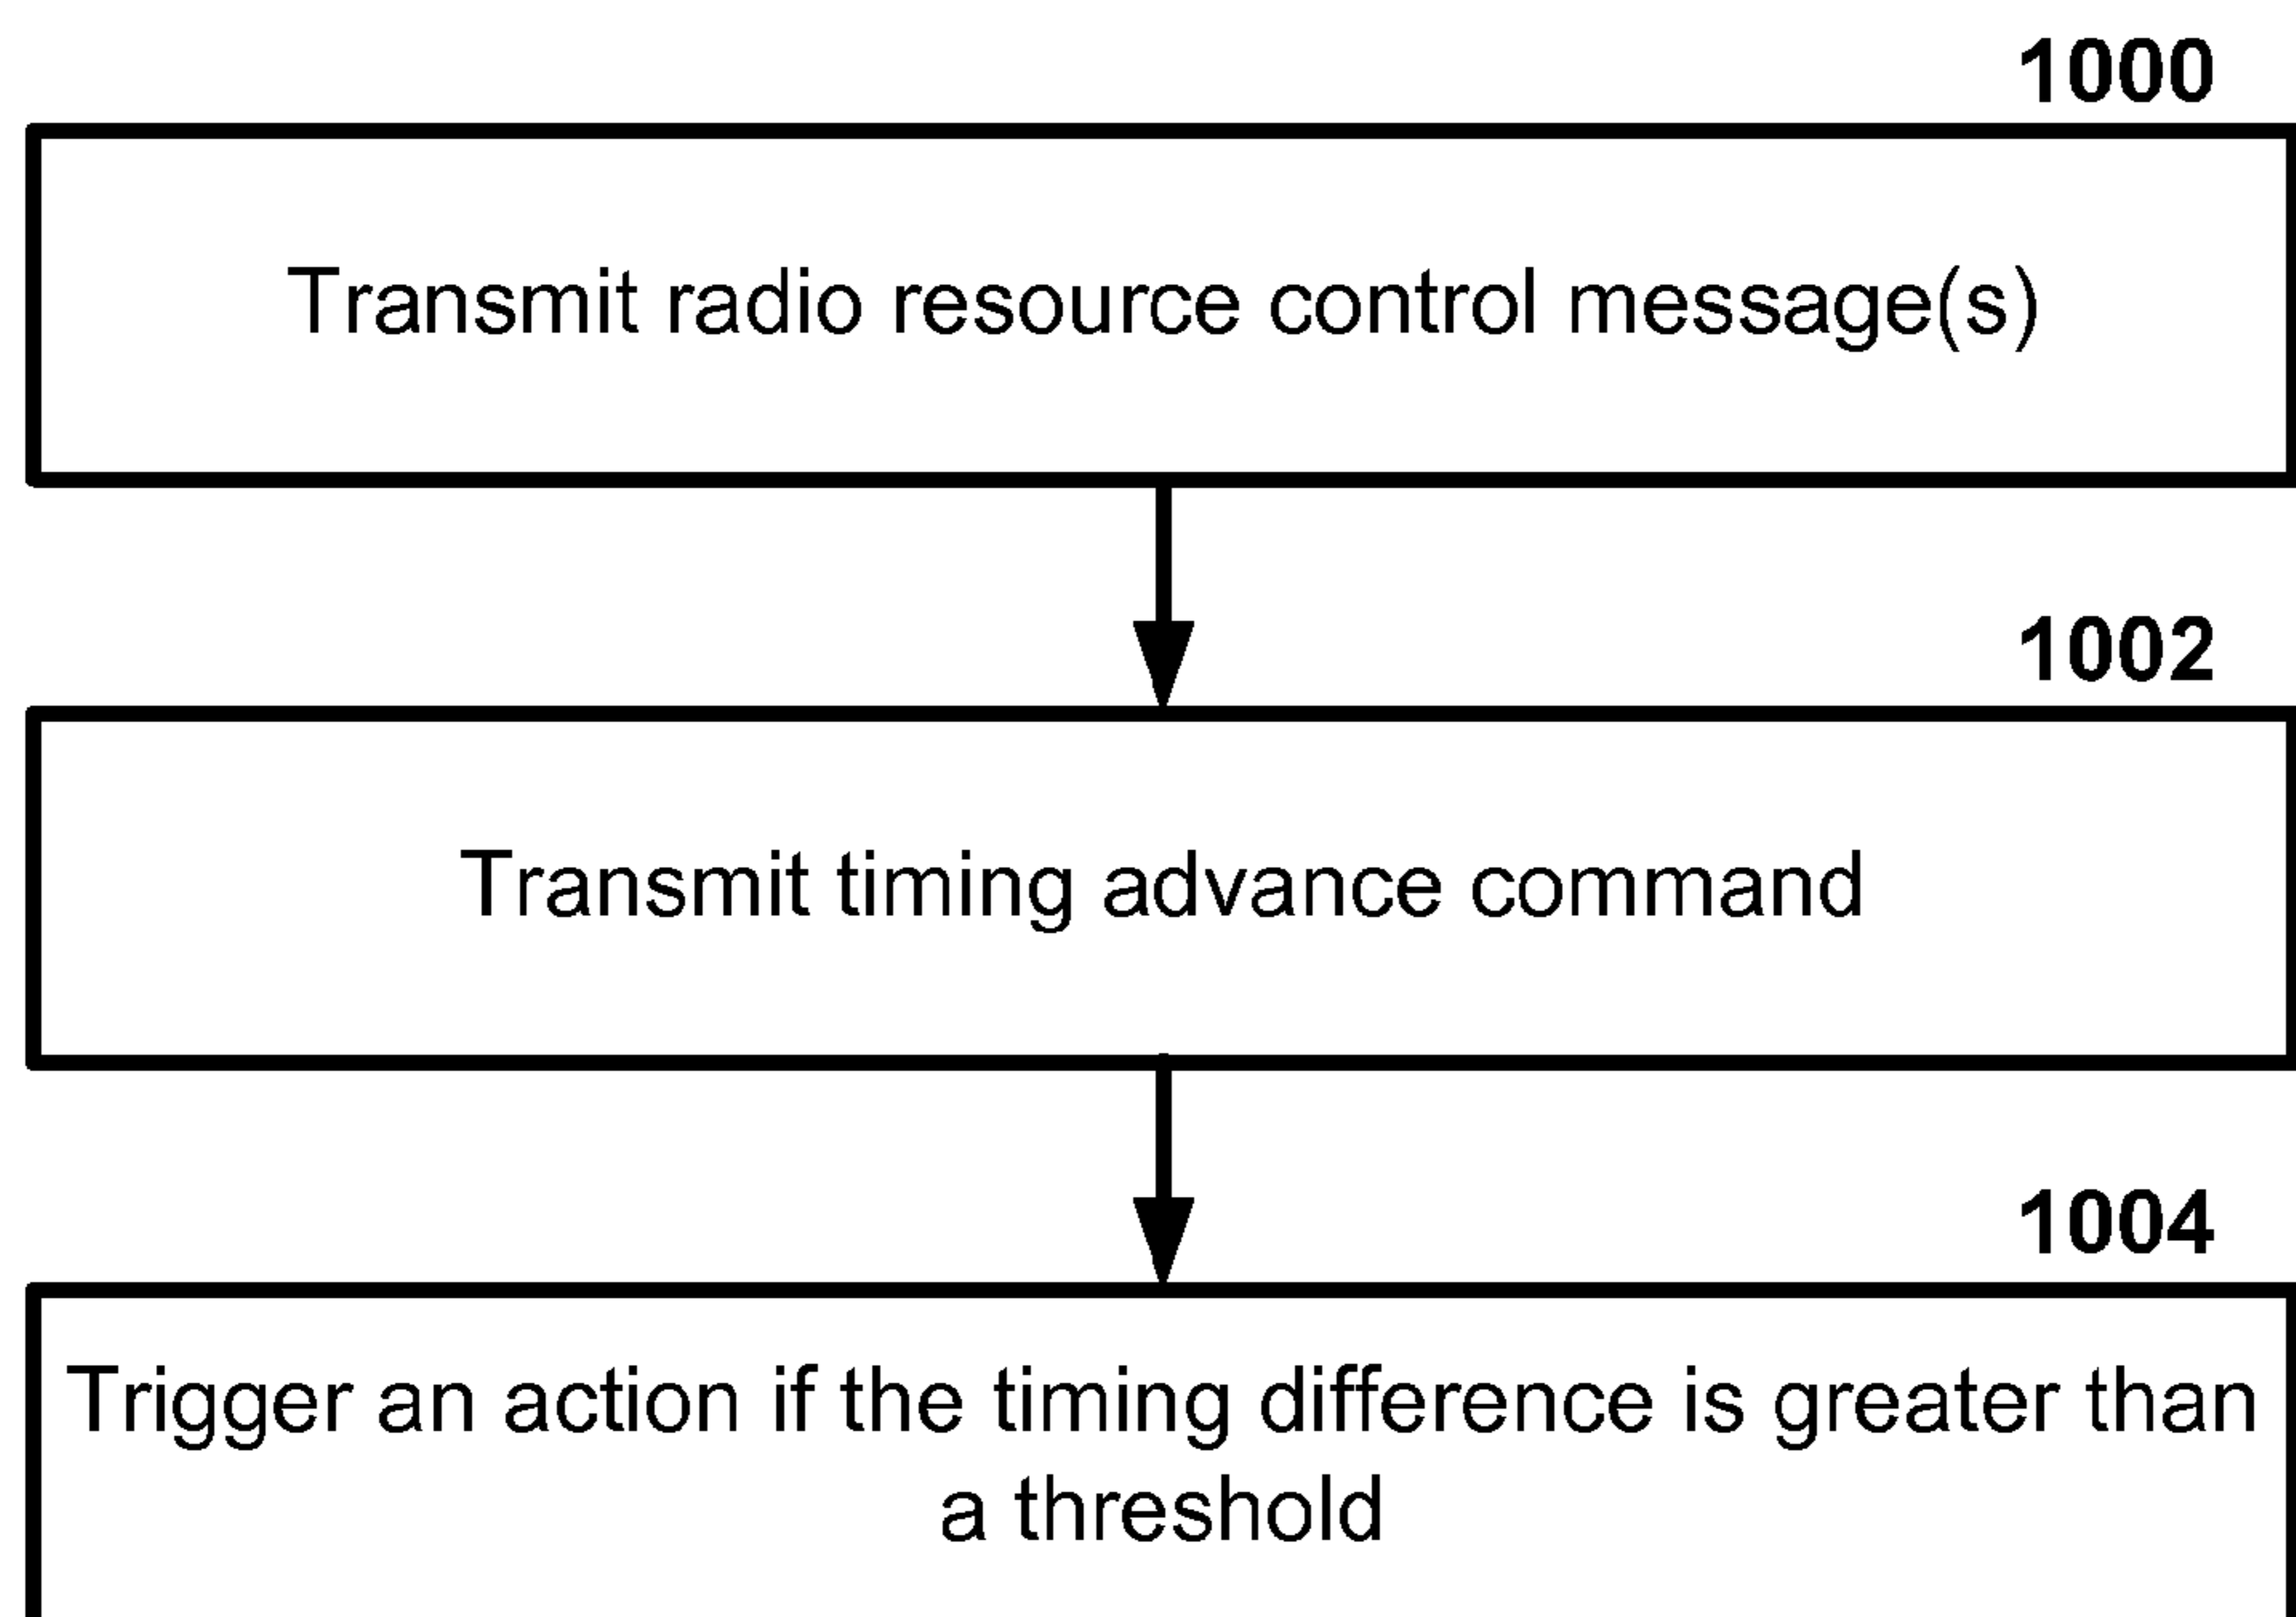 1000
Transmit radio resource control message(s)
1002
Transmit timing advance command
1004
Trigger an action if the timing difference is greater than
a threshold